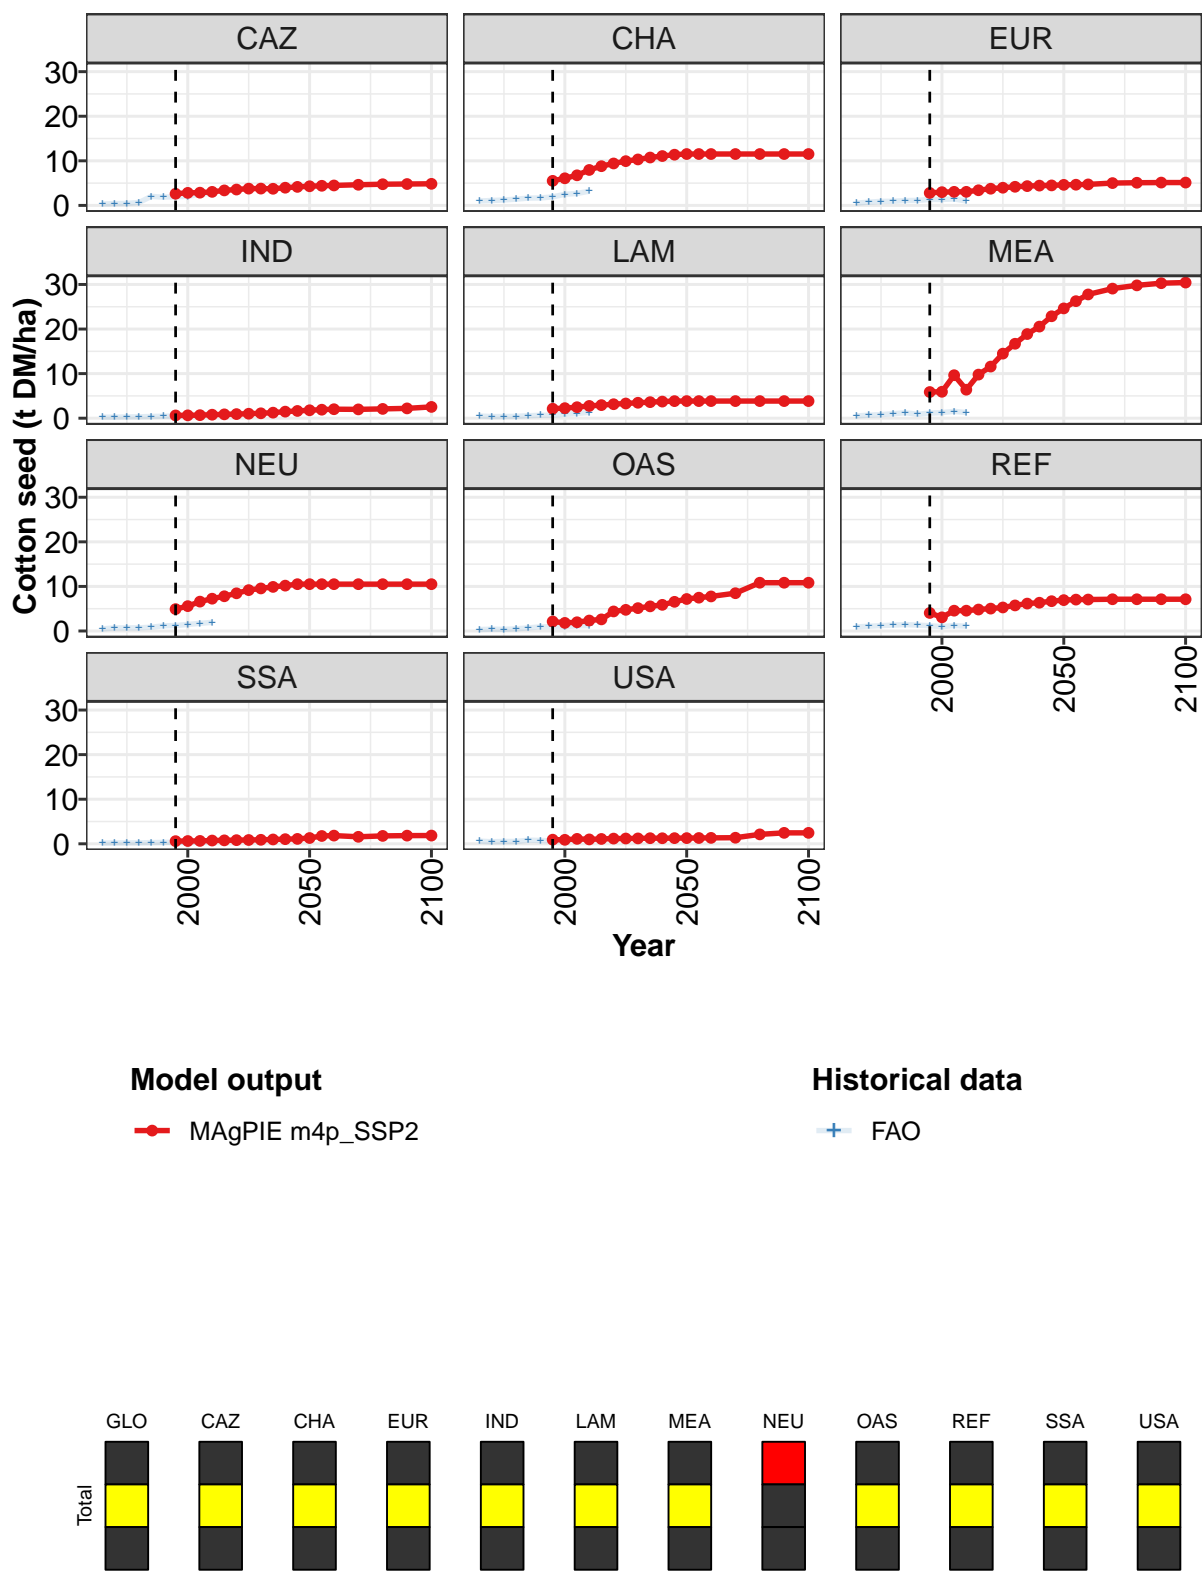 CAZ CHA EUR
30
20
10
0
IND LAM MEA
30
20
10
0
NEU OAS REF
30
20
10
0
2000 2050 2100
SSA USA
30
20
10
0
2000 2050 2100 2000 2050 2100
Cotton seed (t DM/ha)
Year
Model output Historical data
MAgPIE m4p_SSP2 FAO
GLO CAZ CHA EUR IND LAM MEA NEU OAS REF SSA USA
Total